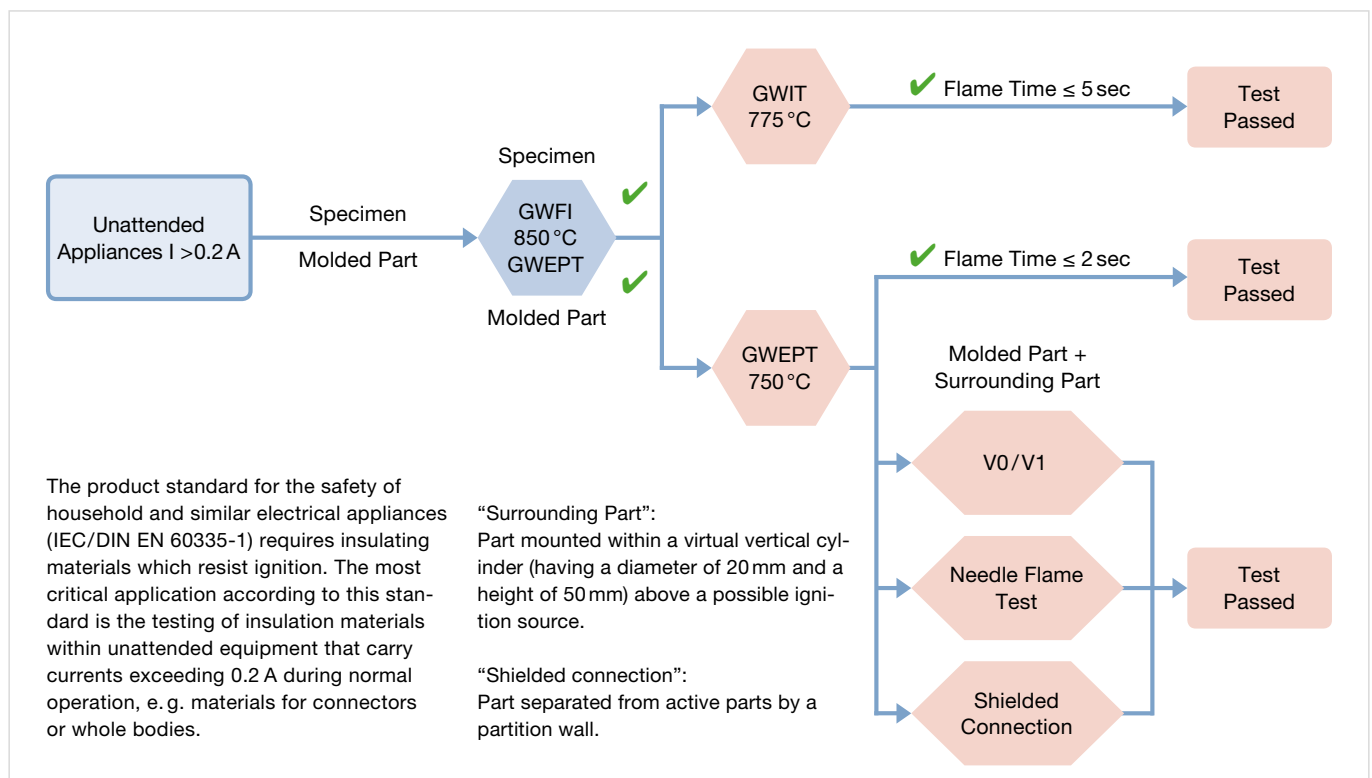 GWIT
775 °C
✔ Flame Time ≤ 5 sec
Test
Passed
Unattended
Appliances I >0.2 A
Specimen
Molded Part
Specimen
GWFI
850 °C
GWEPT
Molded Part
✔
✔
GWEPT
750 °C
✔ Flame Time ≤ 2 sec
Test
Passed
Molded Part +
Surrounding Part
V0 / V1
Needle Flame
Test
Shielded
Connection
Test
Passed
The product standard for the safety of
household and similar electrical appliances
(IEC/DIN EN 60335-1) requires insulating
materials which resist ignition. The most
critical application according to this stan-
dard is the testing of insulation materials
within unattended equipment that carry
currents exceeding 0.2 A during normal
operation, e. g. materials for connectors
or whole bodies.
“Surrounding Part”:
Part mounted within a virtual vertical cyl-
inder (having a diameter of 20 mm and a
height of 50 mm) above a possible igni-
tion source.
“Shielded connection”:
Part separated from active parts by a
partition wall.